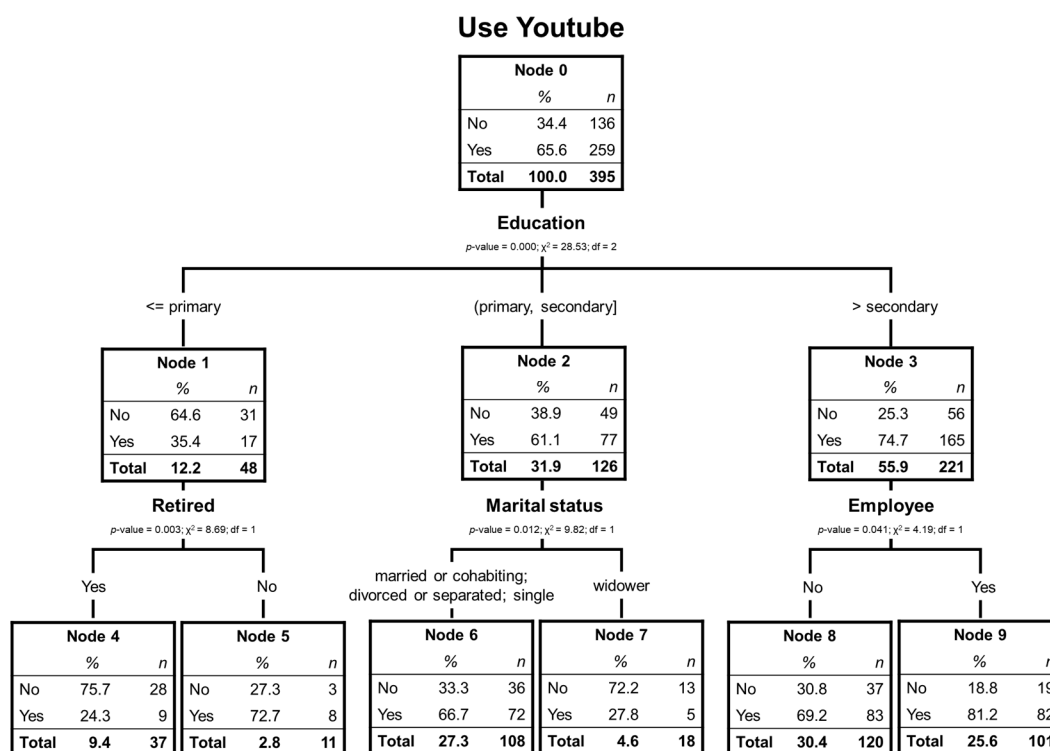 Use Youtube
Node 0
% n
No 34.4 136
Yes 65.6 259
Total 100.0 395
Education
p-value = 0.000; χ² = 28.53; df = 2
<= primary
(primary, secondary]
> secondary
Node 1
% n
No 64.6 31
Yes 35.4 17
Total 12.2 48
Node 2
% n
No 38.9 49
Yes 61.1 77
Total 31.9 126
Node 3
% n
No 25.3 56
Yes 74.7 165
Total 55.9 221
Retired
p-value = 0.003; χ² = 8.69; df = 1
Marital status
p-value = 0.012; χ² = 9.82; df = 1
Employee
p-value = 0.041; χ² = 4.19; df = 1
Yes
No
married or cohabiting;
divorced or separated; single
widower
No
Yes
Node 4
% n
No 75.7 28
Yes 24.3 9
Total 9.4 37
Node 5
% n
No 27.3 3
Yes 72.7 8
Total 2.8 11
Node 6
% n
No 33.3 36
Yes 66.7 72
Total 27.3 108
Node 7
% n
No 72.2 13
Yes 27.8 5
Total 4.6 18
Node 8
% n
No 30.8 37
Yes 69.2 83
Total 30.4 120
Node 9
% n
No 18.8 19
Yes 81.2 82
Total 25.6 101